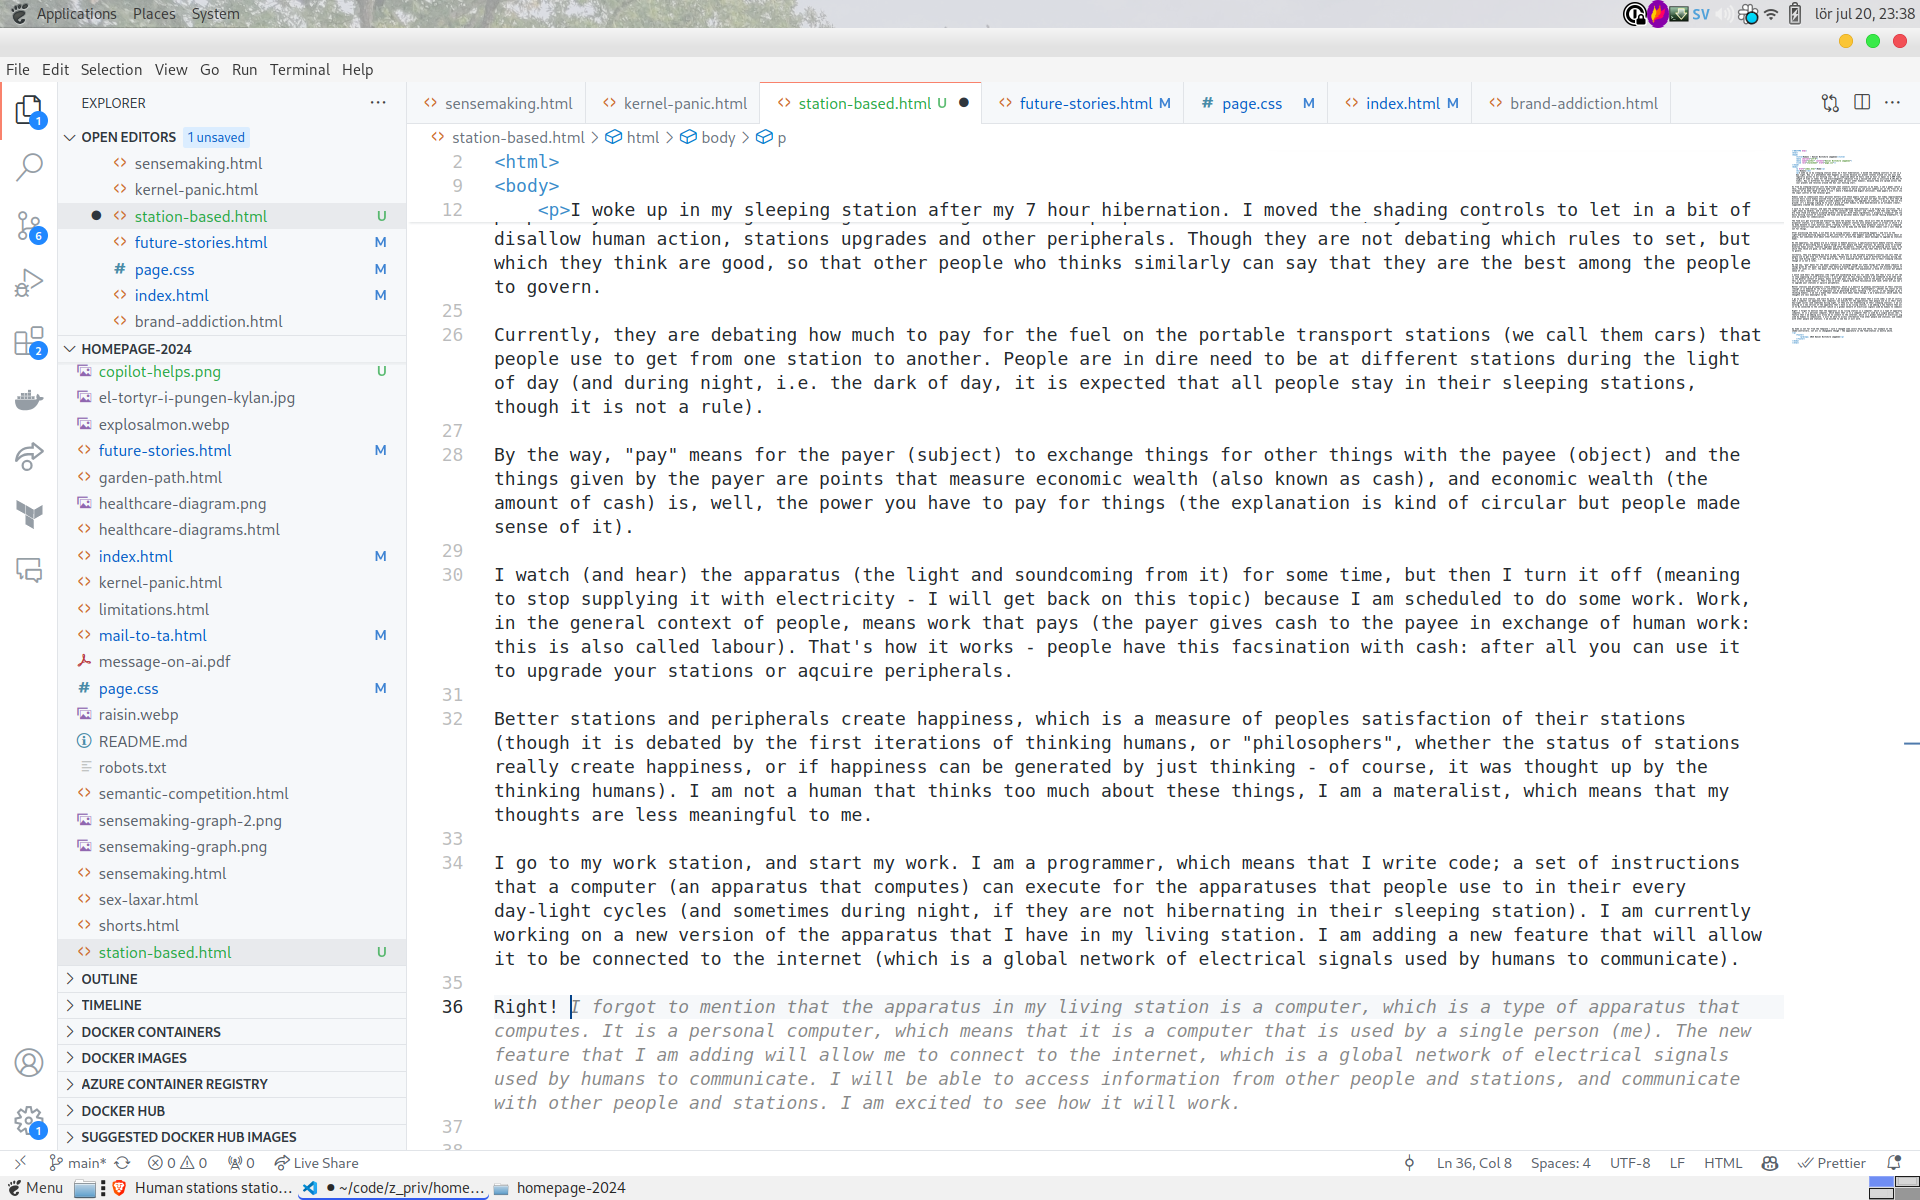 Applications Places System
SV lör jul 20, 23:38
File Edit Selection View Go Run Terminal Help
EXPLORER
OPEN EDITORS 1 unsaved
sensemaking.html
kernel-panic.html
station-based.html U
future-stories.html M
page.css M
index.html M
brand-addiction.html
HOMEPAGE-2024
copilot-helps.png U
el-tortyr-i-pungen-kylan.jpg
explosalmon.webp
future-stories.html M
garden-path.html
healthcare-diagram.png
healthcare-diagrams.html
index.html M
kernel-panic.html
limitations.html
mail-to-ta.html M
message-on-ai.pdf
page.css M
raisin.webp
README.md
robots.txt
semantic-competition.html
sensemaking-graph-2.png
sensemaking-graph.png
sensemaking.html
sex-laxar.html
shorts.html
station-based.html U
OUTLINE
TIMELINE
DOCKER CONTAINERS
DOCKER IMAGES
AZURE CONTAINER REGISTRY
DOCKER HUB
SUGGESTED DOCKER HUB IMAGES
1
6
2
1
sensemaking.html kernel-panic.html station-based.html U future-stories.html M page.css M index.html M brand-addiction.html
station-based.html > html > body > p
2 <html>
9 <body>
12 <p>I woke up in my sleeping station after my 7 hour hibernation. I moved the shading controls to let in a bit of
disallow human action, stations upgrades and other peripherals. Though they are not debating which rules to set, but
which they think are good, so that other people who thinks similarly can say that they are the best among the people
to govern.
25
26 Currently, they are debating how much to pay for the fuel on the portable transport stations (we call them cars) that
people use to get from one station to another. People are in dire need to be at different stations during the light
of day (and during night, i.e. the dark of day, it is expected that all people stay in their sleeping stations,
though it is not a rule).
27
28 By the way, "pay" means for the payer (subject) to exchange things for other things with the payee (object) and the
things given by the payer are points that measure economic wealth (also known as cash), and economic wealth (the
amount of cash) is, well, the power you have to pay for things (the explanation is kind of circular but people made
sense of it).
29
30 I watch (and hear) the apparatus (the light and soundcoming from it) for some time, but then I turn it off (meaning
to stop supplying it with electricity - I will get back on this topic) because I am scheduled to do some work. Work,
in the general context of people, means work that pays (the payer gives cash to the payee in exchange of human work:
this is also called labour). That's how it works - people have this facsination with cash: after all you can use it
to upgrade your stations or aqcuire peripherals.
31
32 Better stations and peripherals create happiness, which is a measure of peoples satisfaction of their stations
(though it is debated by the first iterations of thinking humans, or "philosophers", whether the status of stations
really create happiness, or if happiness can be generated by just thinking - of course, it was thought up by the
thinking humans). I am not a human that thinks too much about these things, I am a materalist, which means that my
thoughts are less meaningful to me.
33
34 I go to my work station, and start my work. I am a programmer, which means that I write code; a set of instructions
that a computer (an apparatus that computes) can execute for the apparatuses that people use to in their every
day-light cycles (and sometimes during night, if they are not hibernating in their sleeping station). I am currently
working on a new version of the apparatus that I have in my living station. I am adding a new feature that will allow
it to be connected to the internet (which is a global network of electrical signals used by humans to communicate).
35
36 Right! I forgot to mention that the apparatus in my living station is a computer, which is a type of apparatus that
computes. It is a personal computer, which means that it is a computer that is used by a single person (me). The new
feature that I am adding will allow me to connect to the internet, which is a global network of electrical signals
used by humans to communicate. I will be able to access information from other people and stations, and communicate
with other people and stations. I am excited to see how it will work.
37
main* 0 0 0 Live Share Ln 36, Col 8 Spaces: 4 UTF-8 LF HTML Prettier
Menu Human stations statio... ~/code/z_priv/home... homepage-2024